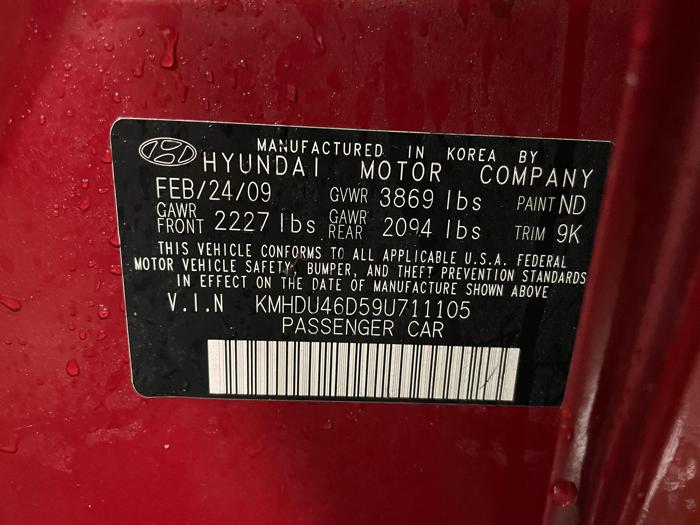 MANUFACTURED IN KOREA BY
HYUNDAI MOTOR COMPANY
FEB/24/09 GVWR 3869 lbs PAINT ND
GAWR FRONT 2227 lbs GAWR REAR 2094 lbs TRIM 9K
THIS VEHICLE CONFORMS TO ALL APPLICABLE U.S.A. FEDERAL
MOTOR VEHICLE SAFETY, BUMPER, AND THEFT PREVENTION STANDARDS
IN EFFECT ON THE DATE OF MANUFACTURE SHOWN ABOVE
V.I.N KMHDU46D59U711105
PASSENGER CAR